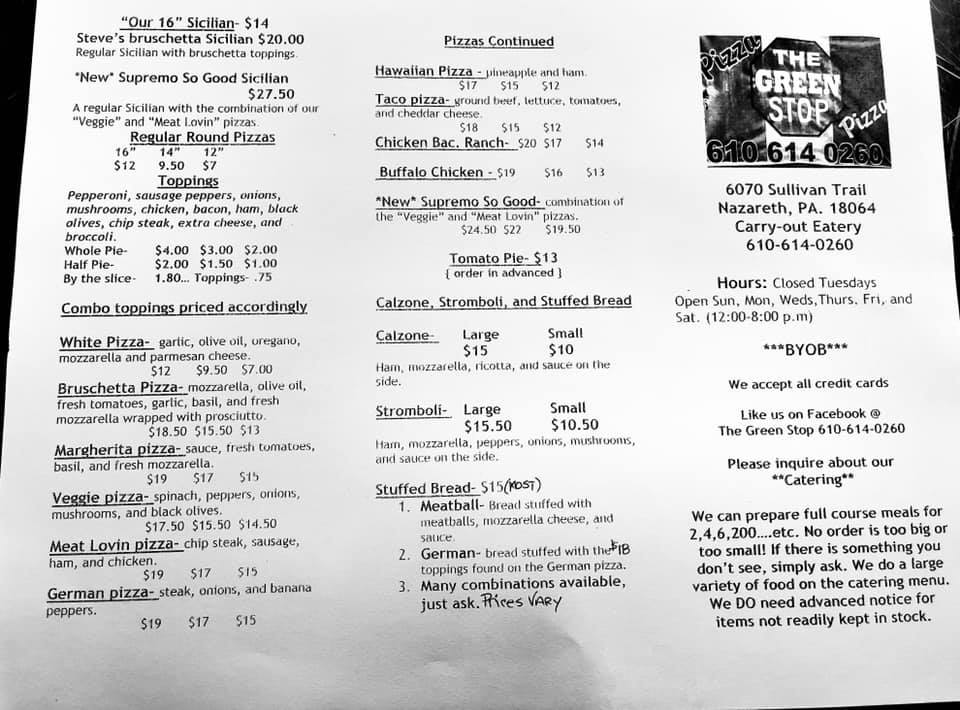 “Our 16” Sicilian- $14
Steve’s bruschetta Sicilian $20.00
Regular Sicilian with bruschetta toppings.
*New* Supremo So Good Sicilian
$27.50
A regular Sicilian with the combination of our
“Veggie” and “Meat Lovin” pizzas.
Regular Round Pizzas
16” 14” 12”
$12 9.50 $7
Toppings
Pepperoni, sausage peppers, onions,
mushrooms, chicken, bacon, ham, black
olives, chip steak, extra cheese, and
broccoli.
Whole Pie- $4.00 $3.00 $2.00
Half Pie- $2.00 $1.50 $1.00
By the slice- 1.80... Toppings- .75
Combo toppings priced accordingly
White Pizza- garlic, olive oil, oregano,
mozzarella and parmesan cheese.
$12 $9.50 $7.00
Bruschetta Pizza- mozzarella, olive oil,
fresh tomatoes, garlic, basil, and fresh
mozzarella wrapped with prosciutto.
$18.50 $15.50 $13
Margherita pizza- sauce, fresh tomatoes,
basil, and fresh mozzarella.
$19 $17 $15
Veggie pizza- spinach, peppers, onions,
mushrooms, and black olives.
$17.50 $15.50 $14.50
Meat Lovin pizza- chip steak, sausage,
ham, and chicken.
$19 $17 $15
German pizza- steak, onions, and banana
peppers.
$19 $17 $15
Pizzas Continued
Hawaiian Pizza - pineapple and ham.
$17 $15 $12
Taco pizza- ground beef, lettuce, tomatoes,
and cheddar cheese.
$18 $15 $12
Chicken Bac. Ranch- $20 $17 $14
Buffalo Chicken - $19 $16 $13
*New* Supremo So Good- combination of
the “Veggie” and “Meat Lovin” pizzas.
$24.50 $22 $19.50
Tomato Pie- $13
{ order in advanced }
Calzone, Stromboli, and Stuffed Bread
Calzone- Large Small
$15 $10
Ham, mozzarella, ricotta, and sauce on the
side.
Stromboli- Large Small
$15.50 $10.50
Ham, mozzarella, peppers, onions, mushrooms,
and sauce on the side.
Stuffed Bread- $15 (MOST)
1. Meatball- Bread stuffed with
meatballs, mozzarella cheese, and
sauce.
2. German- bread stuffed with the $18
toppings found on the German pizza.
3. Many combinations available,
just ask. Prices VARY
Pizza THE
GREEN
STOP Pizza
610 614 0260
6070 Sullivan Trail
Nazareth, PA. 18064
Carry-out Eatery
610-614-0260
Hours: Closed Tuesdays
Open Sun, Mon, Weds,Thurs. Fri, and
Sat. (12:00-8:00 p.m)
***BYOB***
We accept all credit cards
Like us on Facebook @
The Green Stop 610-614-0260
Please inquire about our
**Catering**
We can prepare full course meals for
2,4,6,200....etc. No order is too big or
too small! If there is something you
don’t see, simply ask. We do a large
variety of food on the catering menu.
We DO need advanced notice for
items not readily kept in stock.